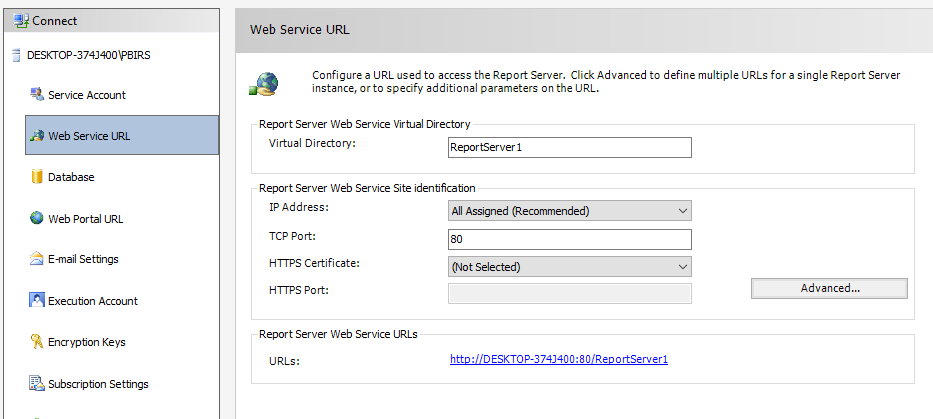 Connect
DESKTOP-374J400\PBIRS
Service Account
Web Service URL
Database
Web Portal URL
E-mail Settings
Execution Account
Encryption Keys
Subscription Settings
Web Service URL
Configure a URL used to access the Report Server. Click Advanced to define multiple URLs for a single Report Server
instance, or to specify additional parameters on the URL.
Report Server Web Service Virtual Directory
Virtual Directory: ReportServer1
Report Server Web Service Site identification
IP Address: All Assigned (Recommended)
TCP Port: 80
HTTPS Certificate: (Not Selected)
HTTPS Port:
Advanced...
Report Server Web Service URLs
URLs: http://DESKTOP-374J400:80/ReportServer1